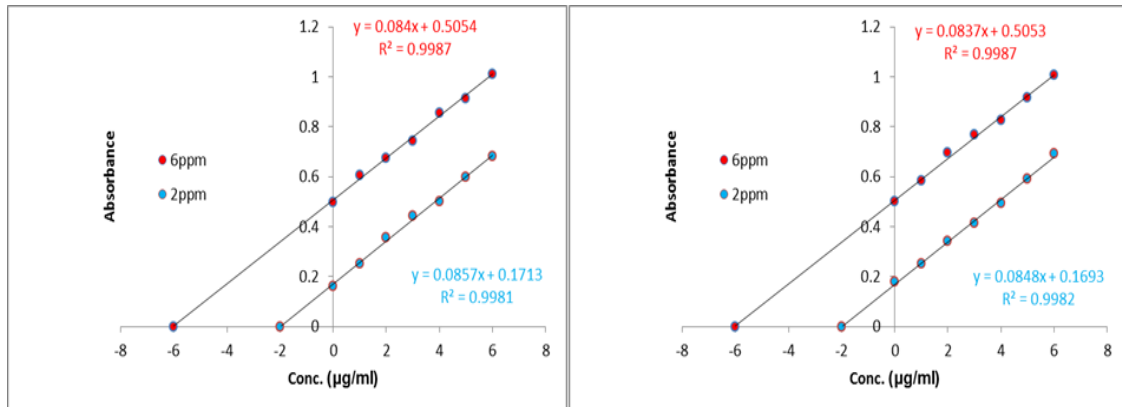 1.2
1
0.8
0.6
0.4
0.2
0
Absorbance
y = 0.084x + 0.5054
R² = 0.9987
6ppm
2ppm
y = 0.0857x + 0.1713
R² = 0.9981
-8 -6 -4 -2 0 2 4 6 8
Conc. (µg/ml)
1.2
1
0.8
0.6
0.4
0.2
0
Absorbance
y = 0.0837x + 0.5053
R² = 0.9987
6ppm
2ppm
y = 0.0848x + 0.1693
R² = 0.9982
-8 -6 -4 -2 0 2 4 6 8
Conc. (µg/ml)